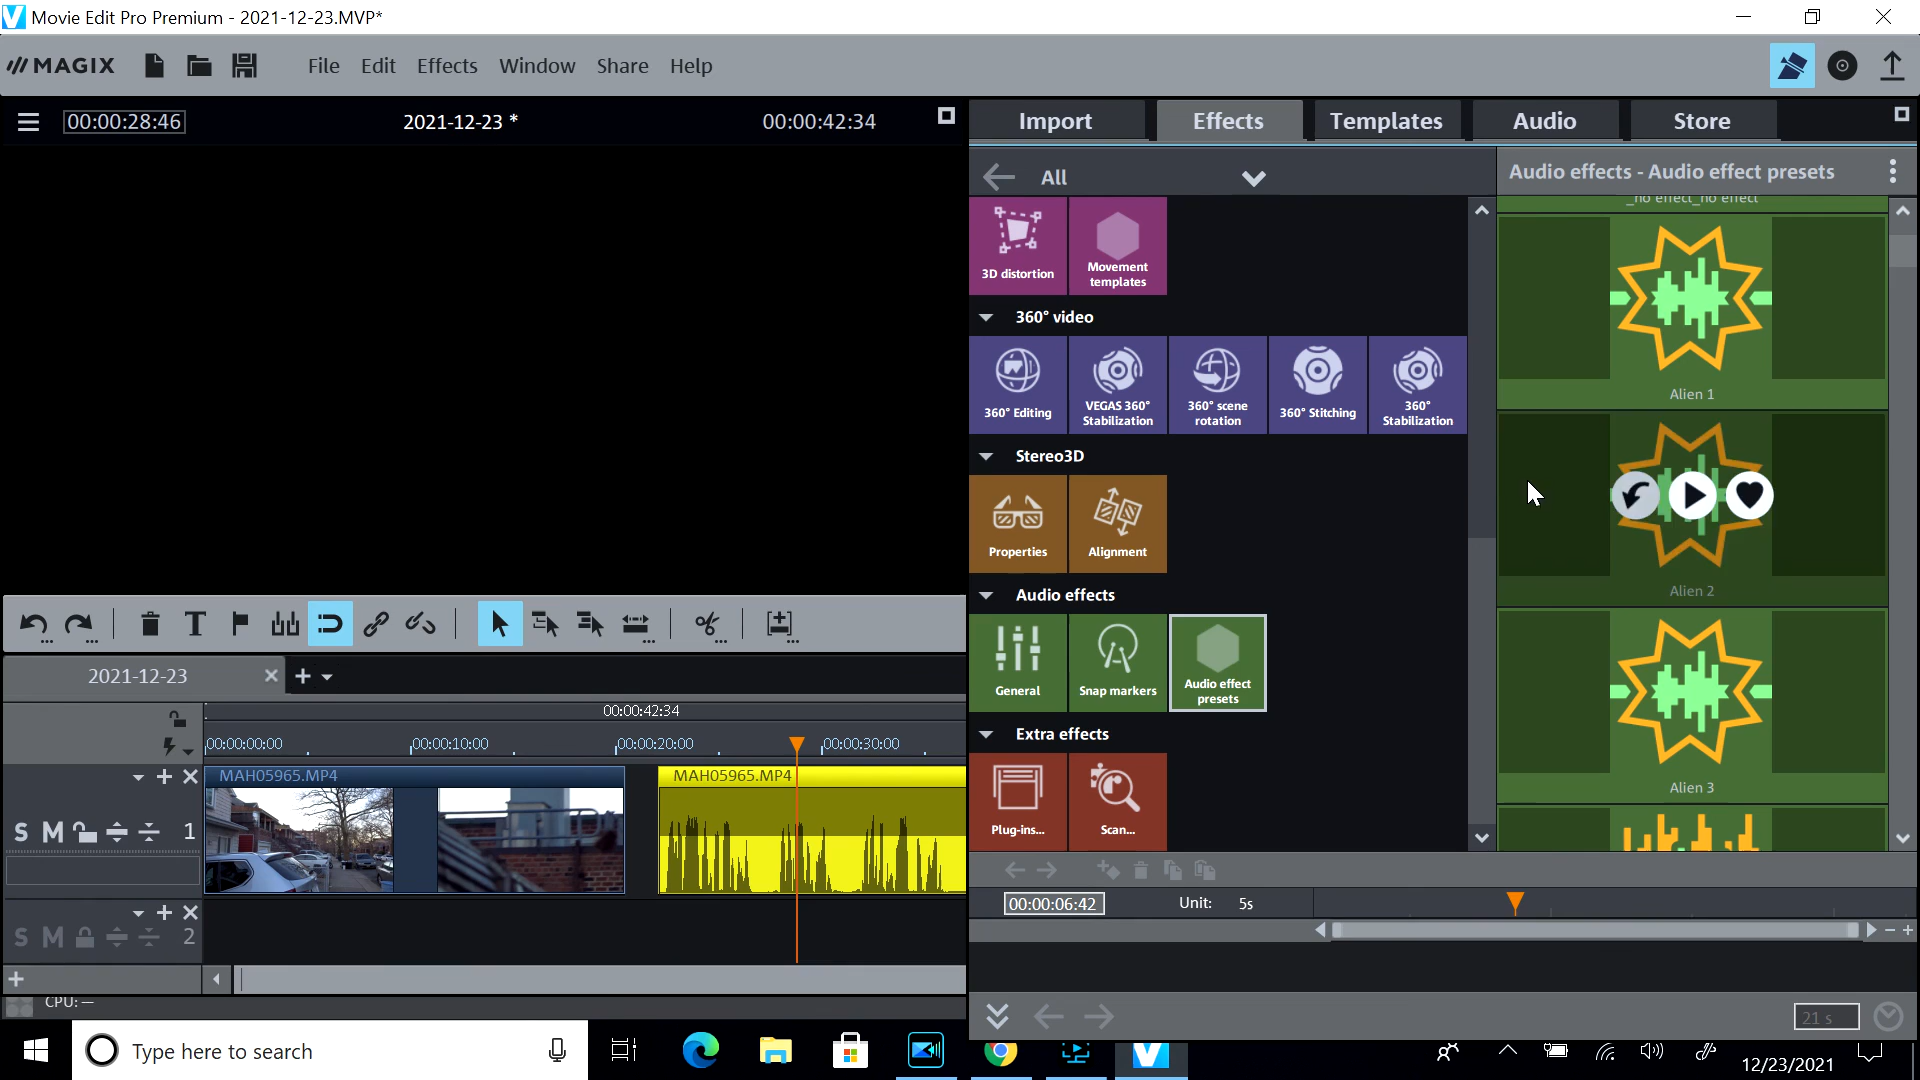 Movie Edit Pro Premium - 2021-12-23.MVP*
MAGIX File Edit Effects Window Share Help
00:00:28:46 2021-12-23 * 00:00:42:34
Import Effects Templates Audio Store
All
Audio effects - Audio effect presets
_no effect_no effect
3D distortion
Movement templates
360° video
360° Editing
VEGAS 360° Stabilization
360° scene rotation
360° Stitching
360° Stabilization
Stereo3D
Properties
Alignment
Audio effects
General
Snap markers
Audio effect presets
Extra effects
Plug-ins...
Scan...
Alien 1
Alien 2
Alien 3
2021-12-23
00:00:42:34
00:00:00:00 00:00:10:00 00:00:20:00 00:00:30:00
MAH05965.MP4 MAH05965.MP4
S M 1
S M 2
CPU: —
00:00:06:42 Unit: 5s
21 s
Type here to search
12/23/2021